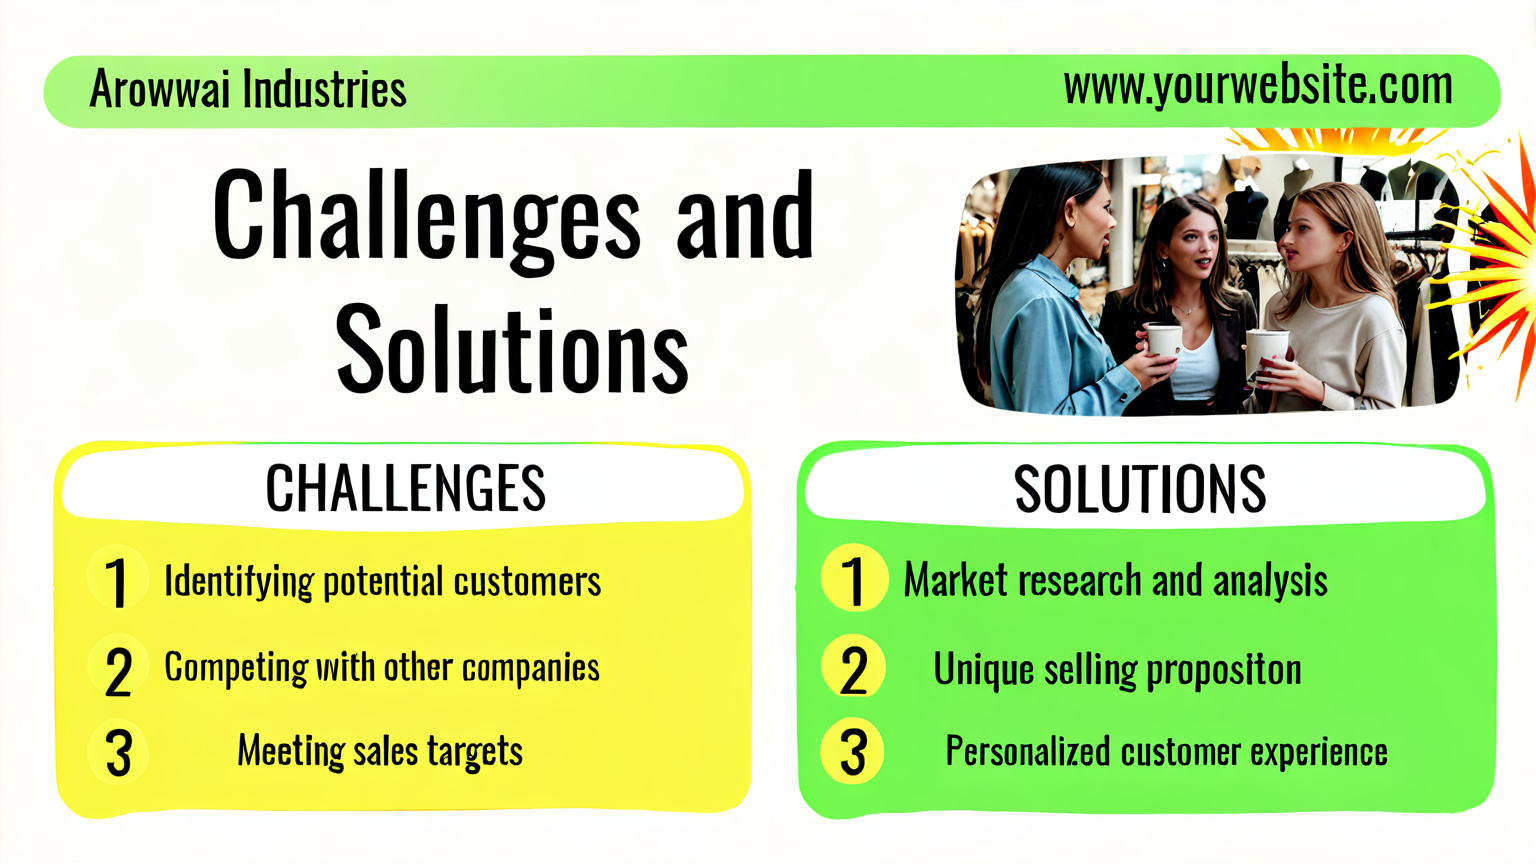 Arowwai Industries
www.yourwebsite.com
Challenges and
Solutions
CHALLENGES
1 Identifying potential customers
2 Competing with other companies
3 Meeting sales targets
SOLUTIONS
1 Market research and analysis
2 Unique selling propositon
3 Personalized customer experience